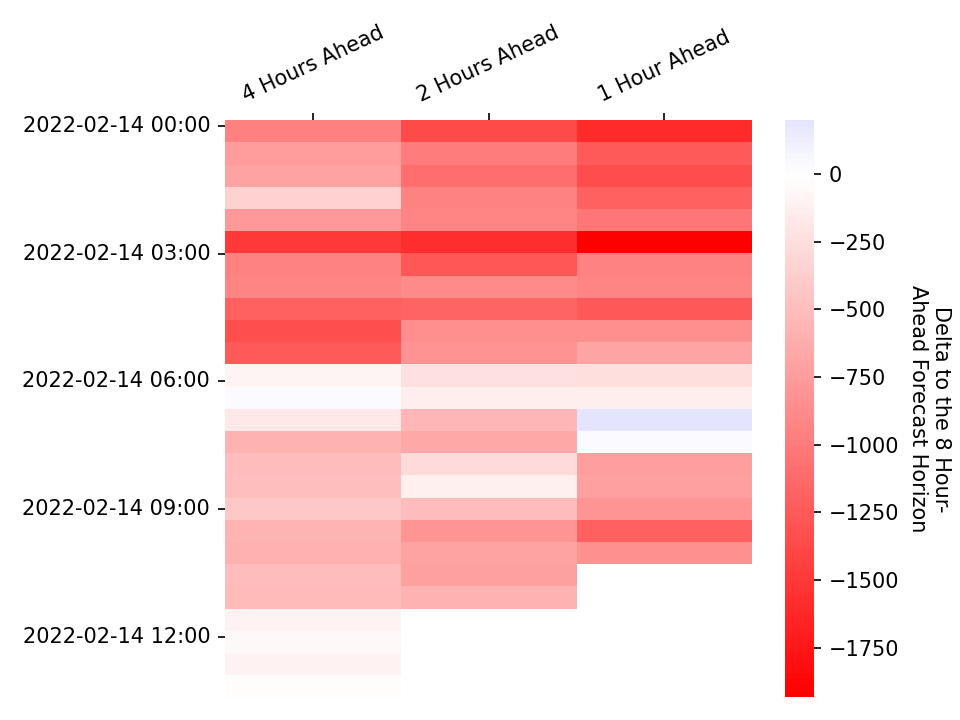 4 Hours Ahead
2 Hours Ahead
1 Hour Ahead
2022-02-14 00:00
2022-02-14 03:00
2022-02-14 06:00
2022-02-14 09:00
2022-02-14 12:00
0
−250
−500
−750
−1000
−1250
−1500
−1750
Delta to the 8 Hour-
Ahead Forecast Horizon